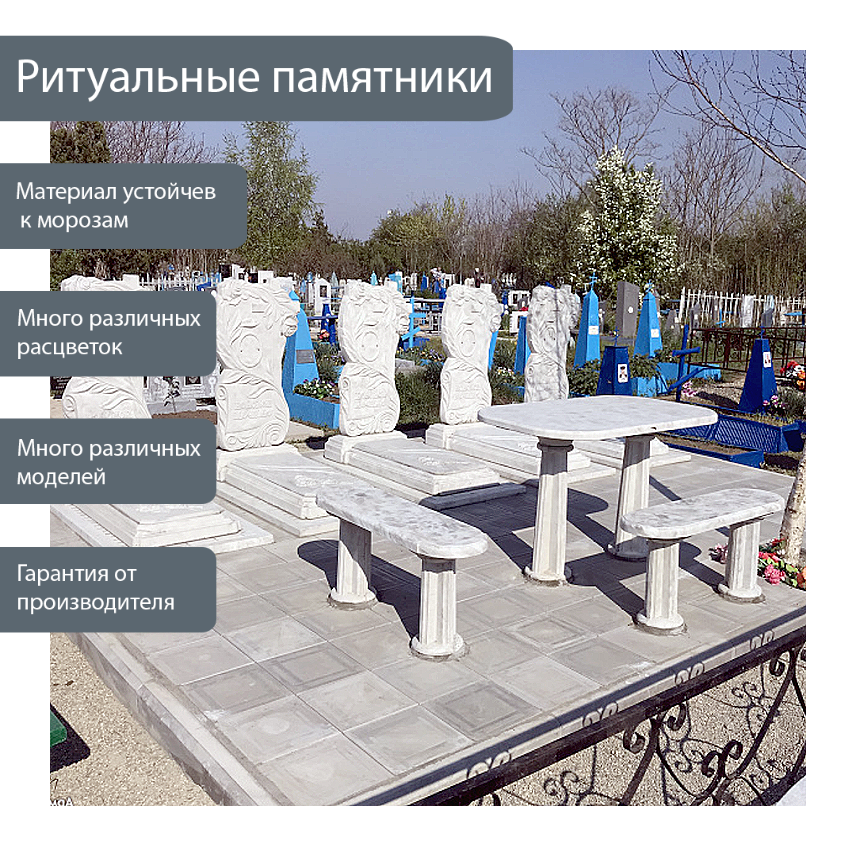 Ритуальные памятники
Материал устойчев
к морозам
Много различных
расцветок
Много различных
моделей
Гарантия от
производителя